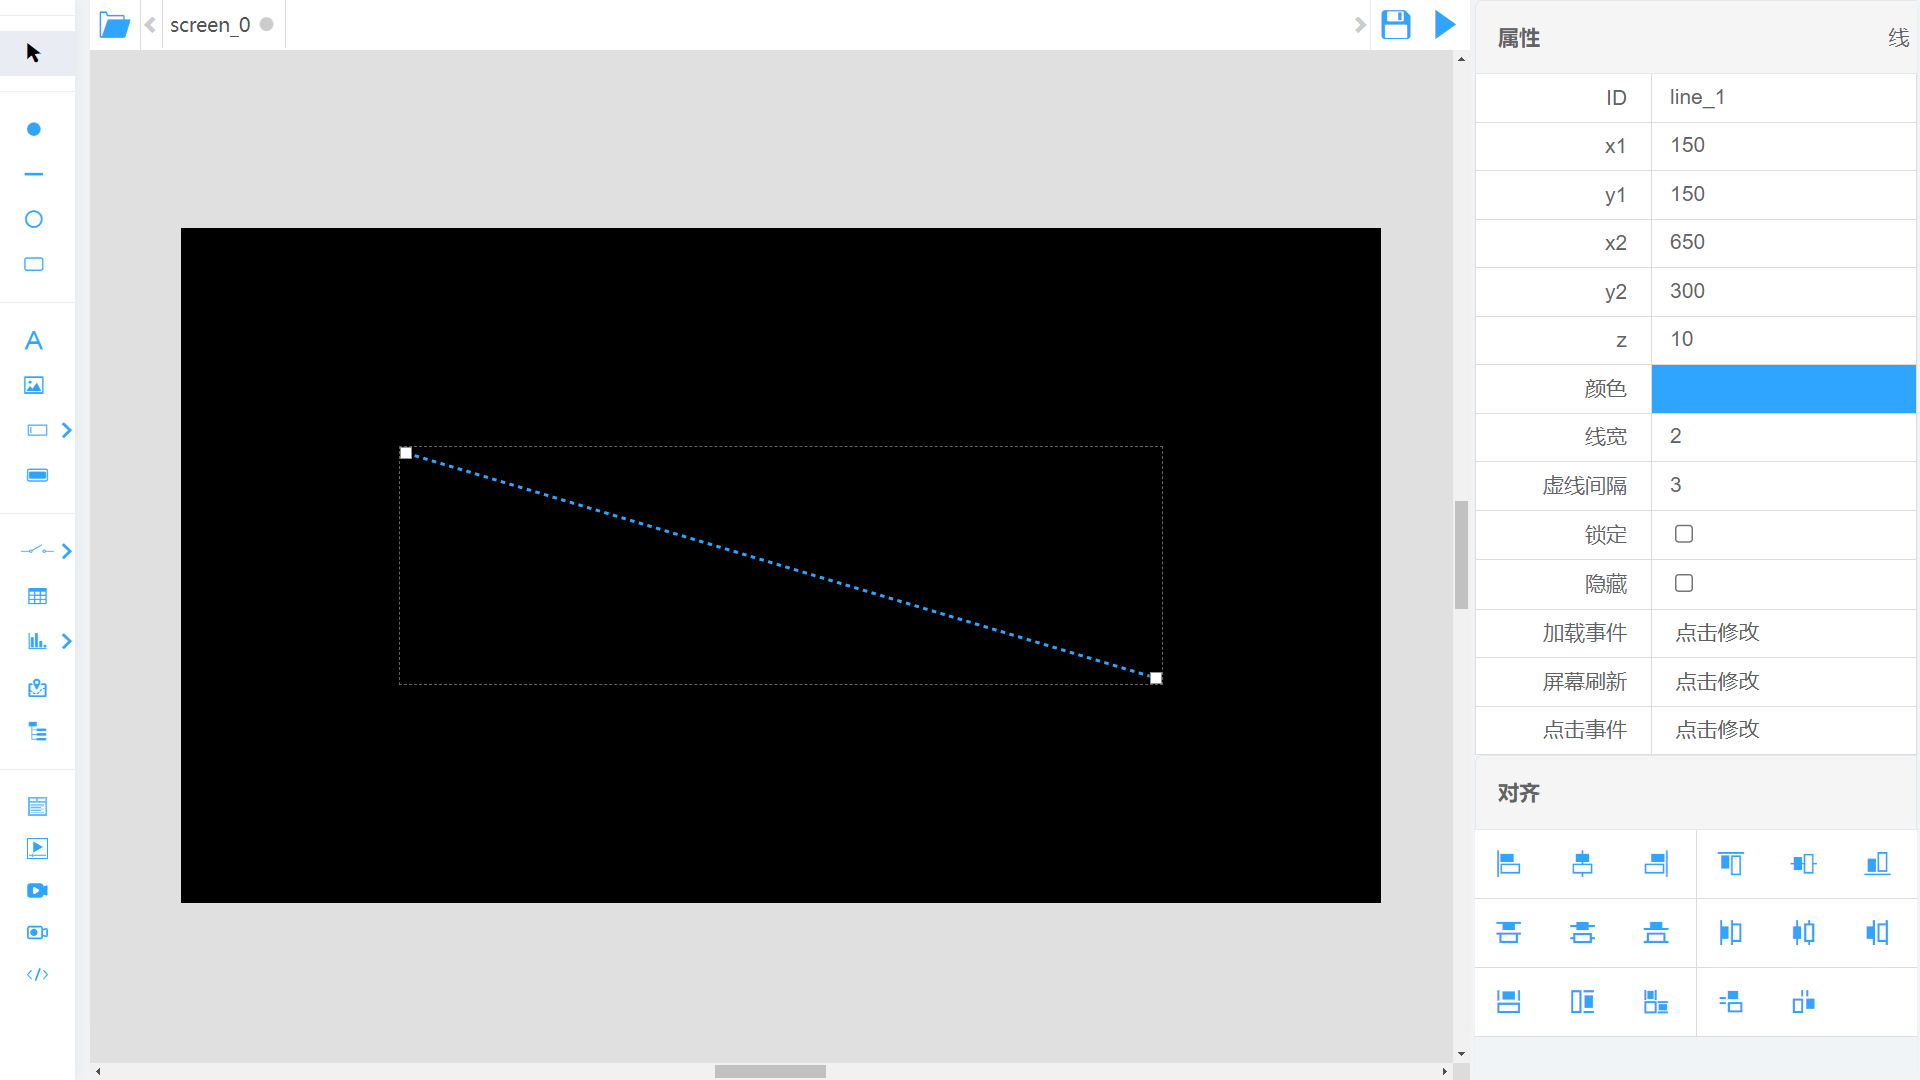 screen_0
属性 线
ID line_1
x1 150
y1 150
x2 650
y2 300
z 10
颜色
线宽 2
虚线间隔 3
锁定
隐藏
加载事件 点击修改
屏幕刷新 点击修改
点击事件 点击修改
对齐